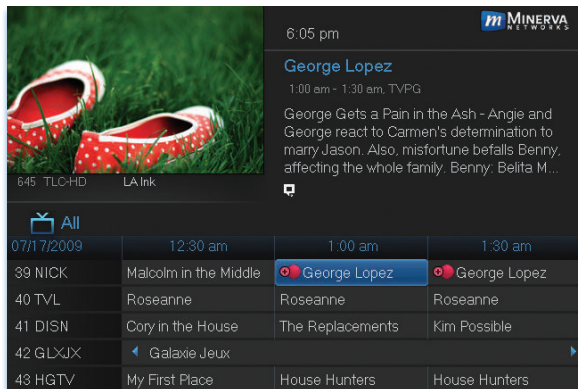 6:05 pm
m MINERVA
NETWORKS
George Lopez
1:00 am - 1:30 am, TVPG
George Gets a Pain in the Ash - Angie and
George react to Carmen's determination to
marry Jason. Also, misfortune befalls Benny,
affecting the whole family. Benny: Belita M...
645 TLC-HD LA Ink
All
07/17/2009 12:30 am 1:00 am 1:30 am
39 NICK Malcolm in the Middle George Lopez George Lopez
40 TVL Roseanne Roseanne Roseanne
41 DISN Cory in the House The Replacements Kim Possible
42 GLXJX Galaxie Jeux
43 HGTV My First Place House Hunters House Hunters